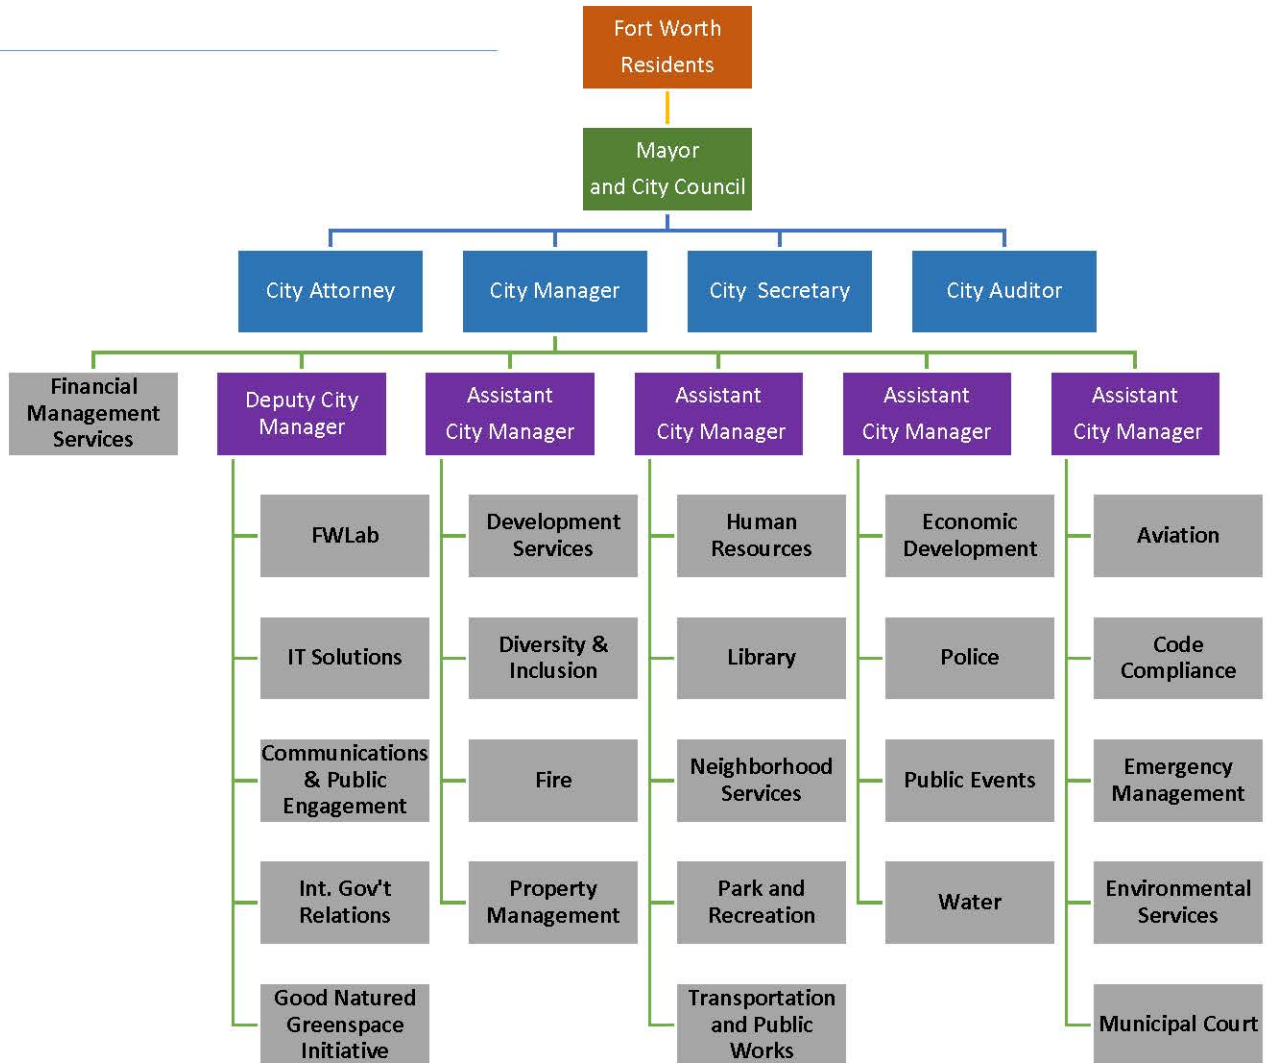 Fort Worth
Residents
Mayor
and City Council
City Attorney
City Manager
City Secretary
City Auditor
Financial
Management
Services
Deputy City
Manager
Assistant
City Manager
Assistant
City Manager
Assistant
City Manager
Assistant
City Manager
FWLab
IT Solutions
Communications
& Public
Engagement
Int. Gov't
Relations
Good Natured
Greenspace
Initiative
Development
Services
Diversity &
Inclusion
Fire
Property
Management
Human
Resources
Library
Neighborhood
Services
Park and
Recreation
Transportation
and Public
Works
Economic
Development
Police
Public Events
Water
Aviation
Code
Compliance
Emergency
Management
Environmental
Services
Municipal Court